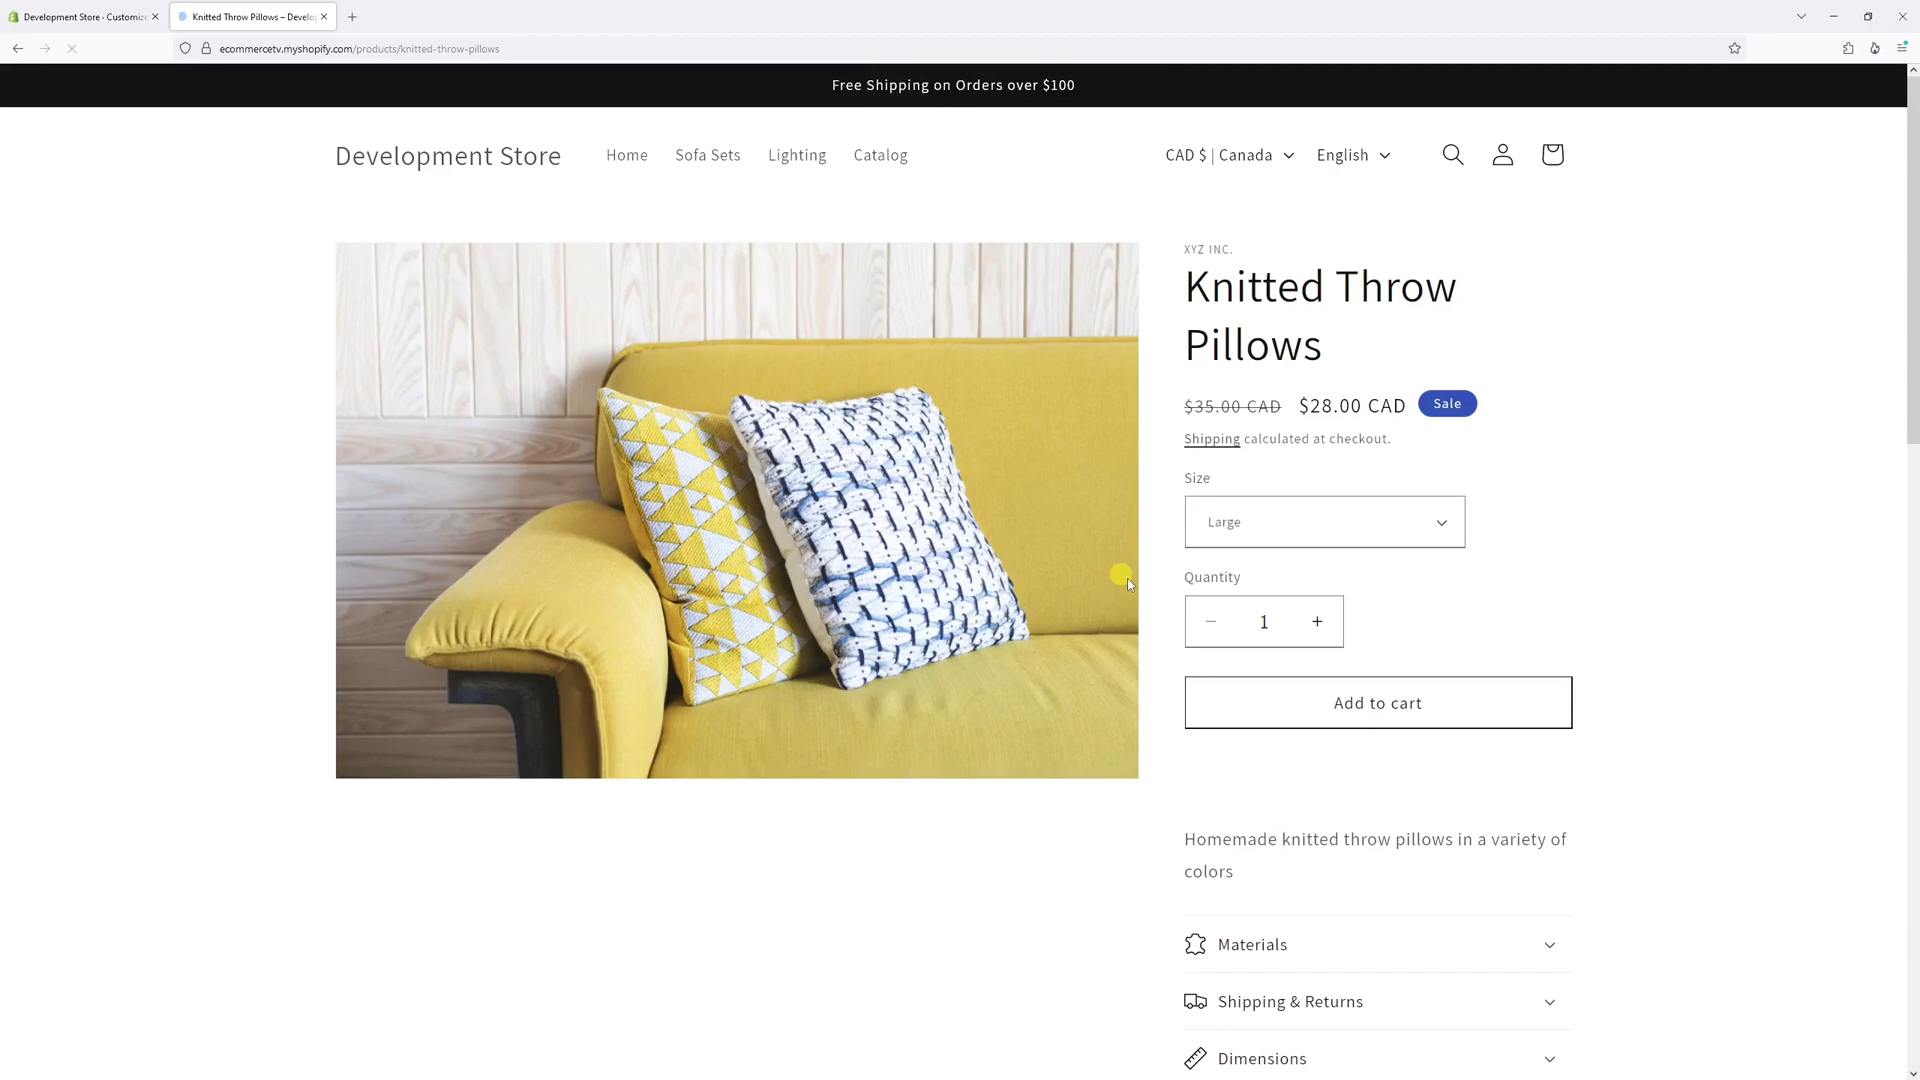 Development Store · Customize
Knitted Throw Pillows – Develo
ecommercetv.myshopify.com/products/knitted-throw-pillows
Free Shipping on Orders over $100
Development Store
Home
Sofa Sets
Lighting
Catalog
CAD $ | Canada
English
XYZ INC.
Knitted Throw
Pillows
$35.00 CAD $28.00 CAD Sale
Shipping calculated at checkout.
Size
Large
Quantity
1
Add to cart
Homemade knitted throw pillows in a variety of
colors
Materials
Shipping & Returns
Dimensions